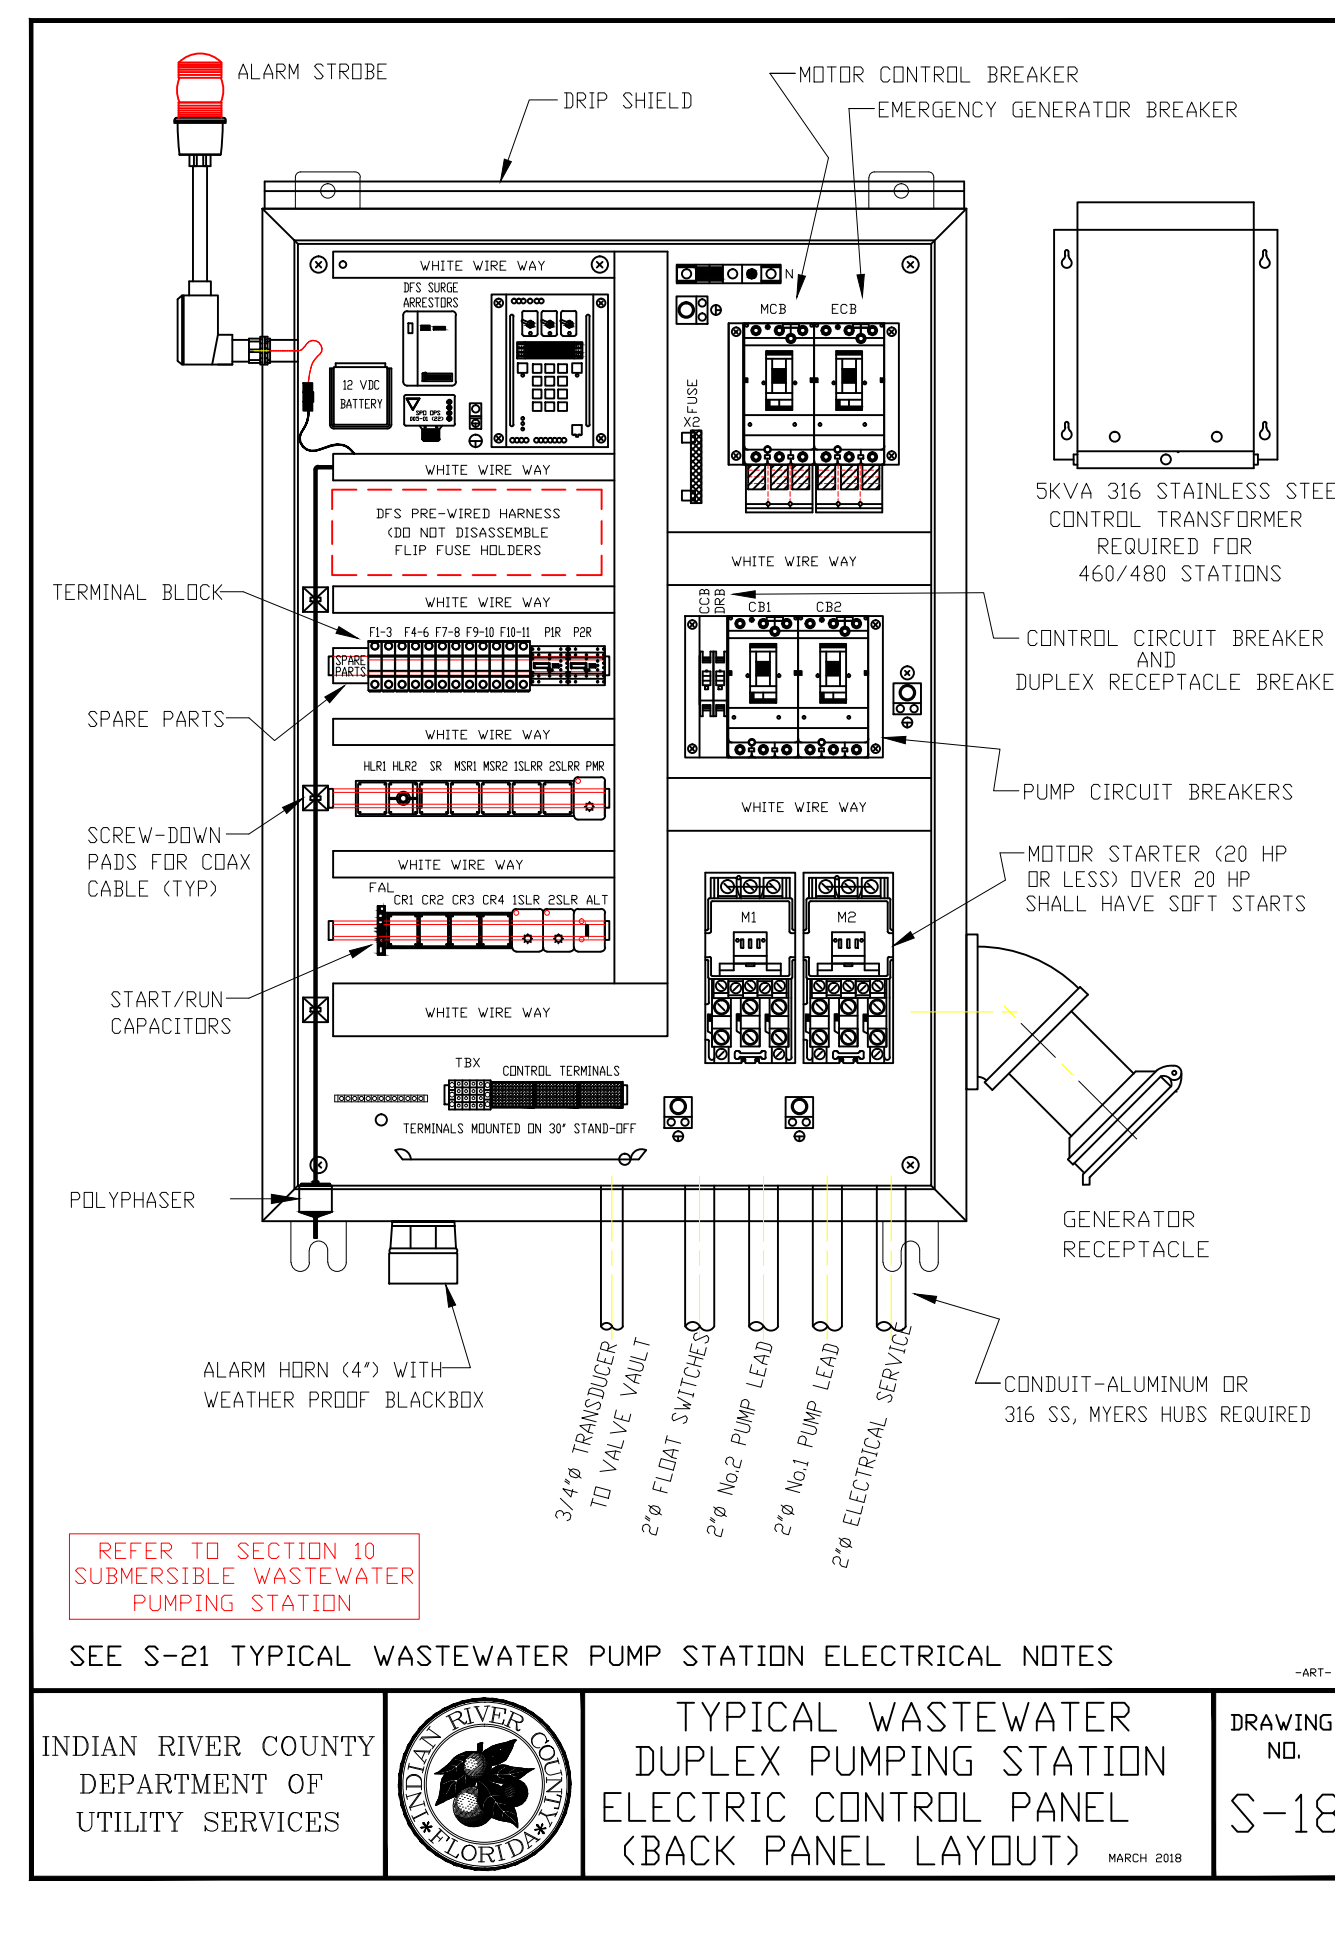 ALARM STROBE
DRIP SHIELD
MOTOR CONTROL BREAKER
EMERGENCY GENERATOR BREAKER
WHITE WIRE WAY
DFS SURGE
ARRESTORS
N
MCB ECB
12 VDC
BATTERY
X2 FUSE
WHITE WIRE WAY
DFS PRE-WIRED HARNESS
(DO NOT DISASSEMBLE
FLIP FUSE HOLDERS
5KVA 316 STAINLESS STEE
CONTROL TRANSFORMER
REQUIRED FOR
460/480 STATIONS
WHITE WIRE WAY
TERMINAL BLOCK
WHITE WIRE WAY
CCB
DRB
CB1 CB2
F1-3 F4-6 F7-8 F9-10 F10-11 P1R P2R
SPARE
PARTS
CONTROL CIRCUIT BREAKER
AND
DUPLEX RECEPTACLE BREAKE
SPARE PARTS
WHITE WIRE WAY
HLR1 HLR2 SR MSR1 MSR2 1SLRR 2SLRR PMR
PUMP CIRCUIT BREAKERS
WHITE WIRE WAY
SCREW-DOWN
PADS FOR COAX
CABLE (TYP)
WHITE WIRE WAY
MOTOR STARTER (20 HP
OR LESS) OVER 20 HP
SHALL HAVE SOFT STARTS
FAL
CR1 CR2 CR3 CR4 1SLR 2SLR ALT
M1 M2
START/RUN
CAPACITORS
WHITE WIRE WAY
TBX CONTROL TERMINALS
TERMINALS MOUNTED ON 30" STAND-OFF
POLYPHASER
GENERATOR
RECEPTACLE
ALARM HORN (4") WITH
WEATHER PROOF BLACKBOX
3/4"Ø TRANSDUCER
TO VALVE VAULT
2"Ø FLOAT SWITCHES
2"Ø No.2 PUMP LEAD
2"Ø No.1 PUMP LEAD
2"Ø ELECTRICAL SERVICE
CONDUIT-ALUMINUM OR
316 SS, MYERS HUBS REQUIRED
REFER TO SECTION 10
SUBMERSIBLE WASTEWATER
PUMPING STATION
SEE S-21 TYPICAL WASTEWATER PUMP STATION ELECTRICAL NOTES
-ART-
INDIAN RIVER COUNTY
DEPARTMENT OF
UTILITY SERVICES
INDIAN RIVER COUNTY
*FLORIDA*
TYPICAL WASTEWATER
DUPLEX PUMPING STATION
ELECTRIC CONTROL PANEL
(BACK PANEL LAYOUT) MARCH 2018
DRAWING
NO.
S-18